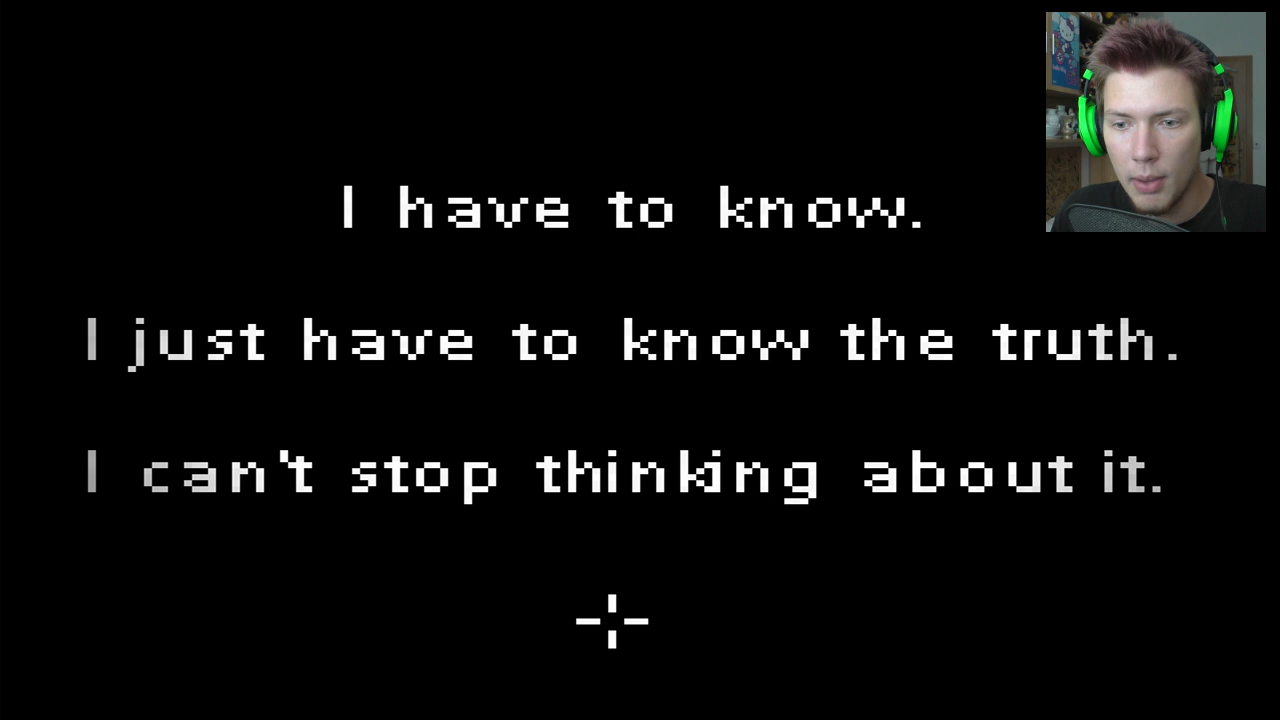 I have to know.
I just have to know the truth.
I can't stop thinking about it.